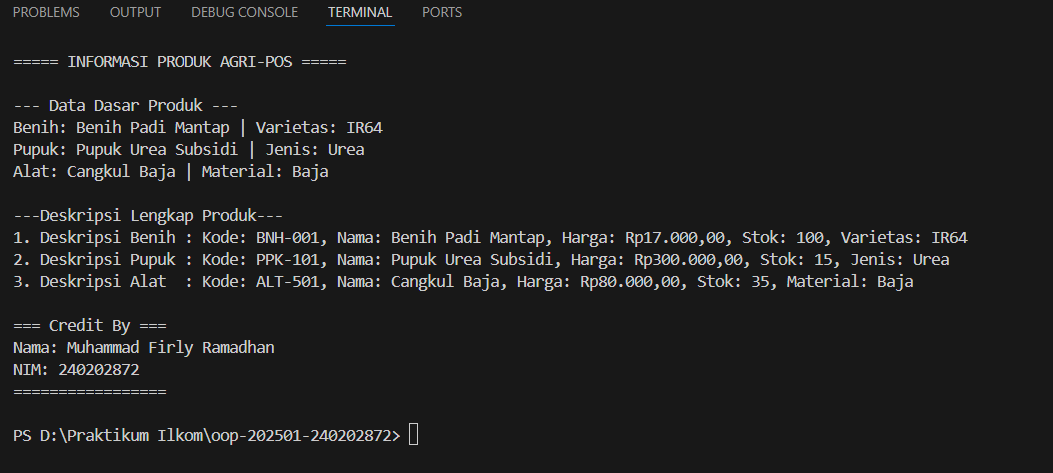 PROBLEMS OUTPUT DEBUG CONSOLE TERMINAL PORTS
===== INFORMASI PRODUK AGRI-POS =====
--- Data Dasar Produk ---
Benih: Benih Padi Mantap | Varietas: IR64
Pupuk: Pupuk Urea Subsidi | Jenis: Urea
Alat: Cangkul Baja | Material: Baja
---Deskripsi Lengkap Produk---
1. Deskripsi Benih : Kode: BNH-001, Nama: Benih Padi Mantap, Harga: Rp17.000,00, Stok: 100, Varietas: IR64
2. Deskripsi Pupuk : Kode: PPK-101, Nama: Pupuk Urea Subsidi, Harga: Rp300.000,00, Stok: 15, Jenis: Urea
3. Deskripsi Alat  : Kode: ALT-501, Nama: Cangkul Baja, Harga: Rp80.000,00, Stok: 35, Material: Baja
=== Credit By ===
Nama: Muhammad Firly Ramadhan
NIM: 240202872
=================
PS D:\Praktikum Ilkom\oop-202501-240202872>